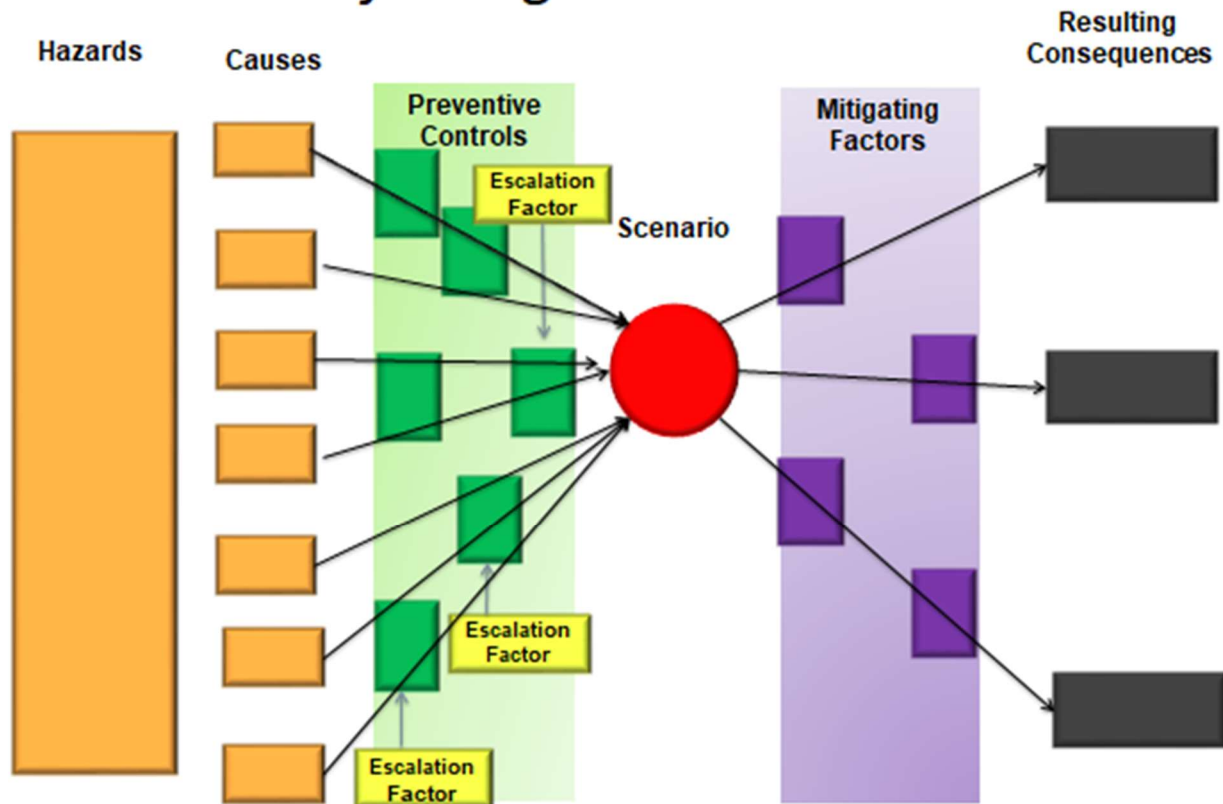 Hazards
Causes
Preventive
Controls
Escalation
Factor
Scenario
Mitigating
Factors
Resulting
Consequences
Escalation
Factor
Escalation
Factor